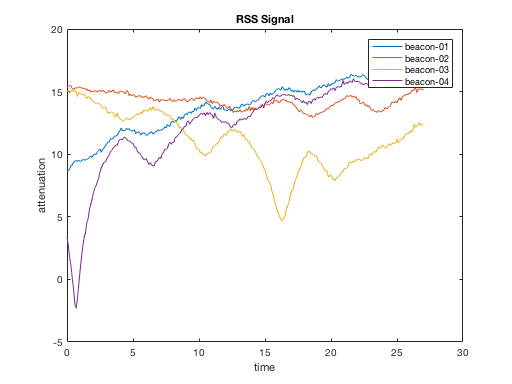 RSS Signal
beacon-01
beacon-02
beacon-03
beacon-04
attenuation
20
15
10
5
0
-5
0 5 10 15 20 25 30
time